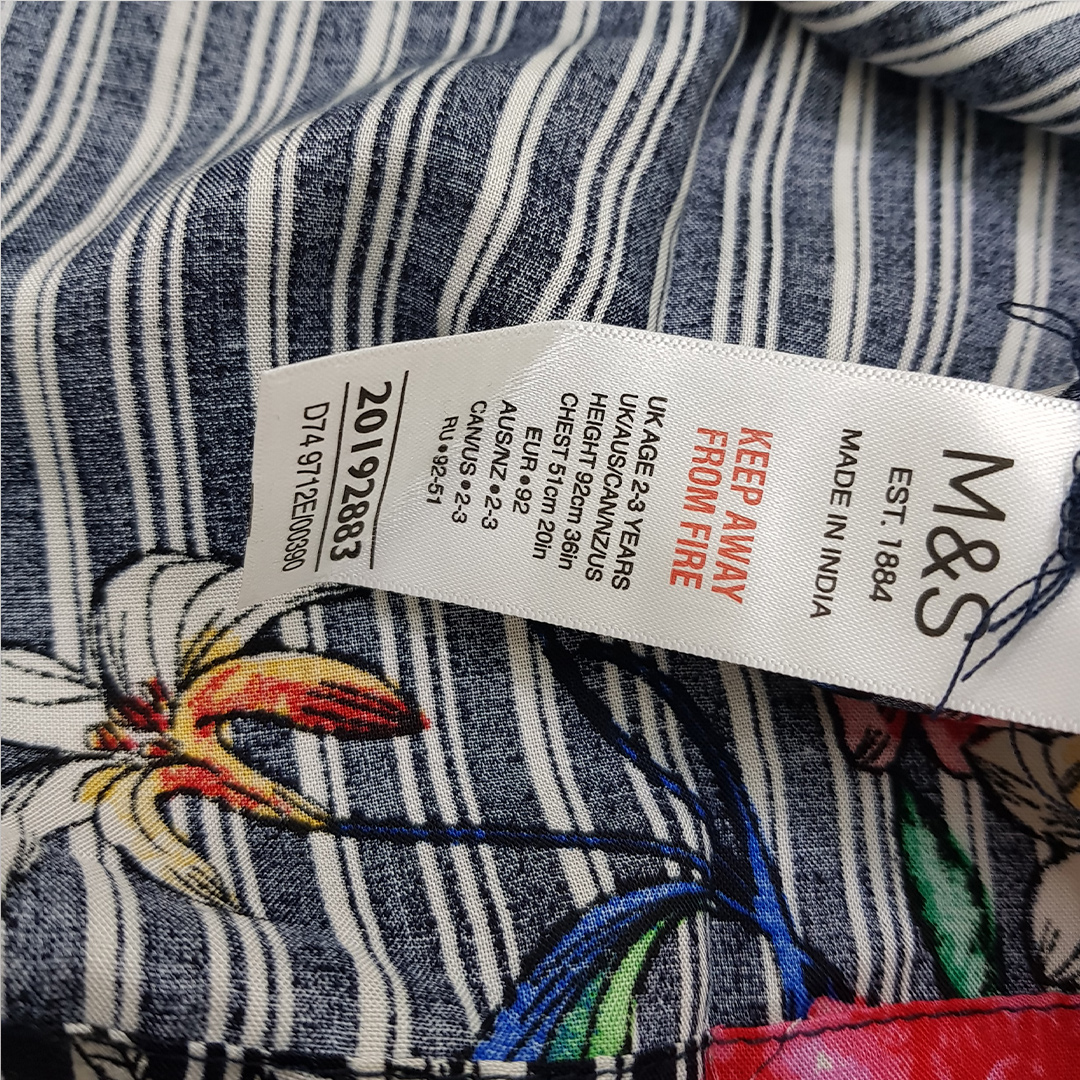 M&S
EST. 1884
MADE IN INDIA
KEEP AWAY
FROM FIRE
UK AGE 2-3 YEARS
UK/AUS/CAN/NZ/US
HEIGHT 92cm 36in
CHEST 51cm 20in
EUR • 92
AUS/NZ • 2-3
CAN/US • 2-3
RU • 92-51
20192883
D74 9712E/00390